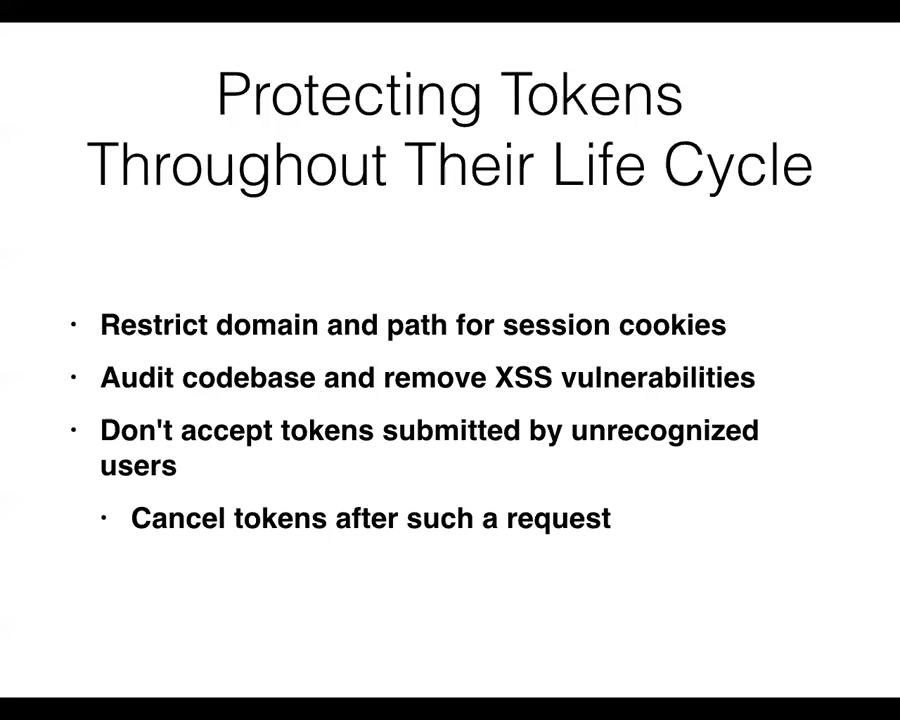 Protecting Tokens
Throughout Their Life Cycle
• Restrict domain and path for session cookies
• Audit codebase and remove XSS vulnerabilities
• Don't accept tokens submitted by unrecognized
users
• Cancel tokens after such a request